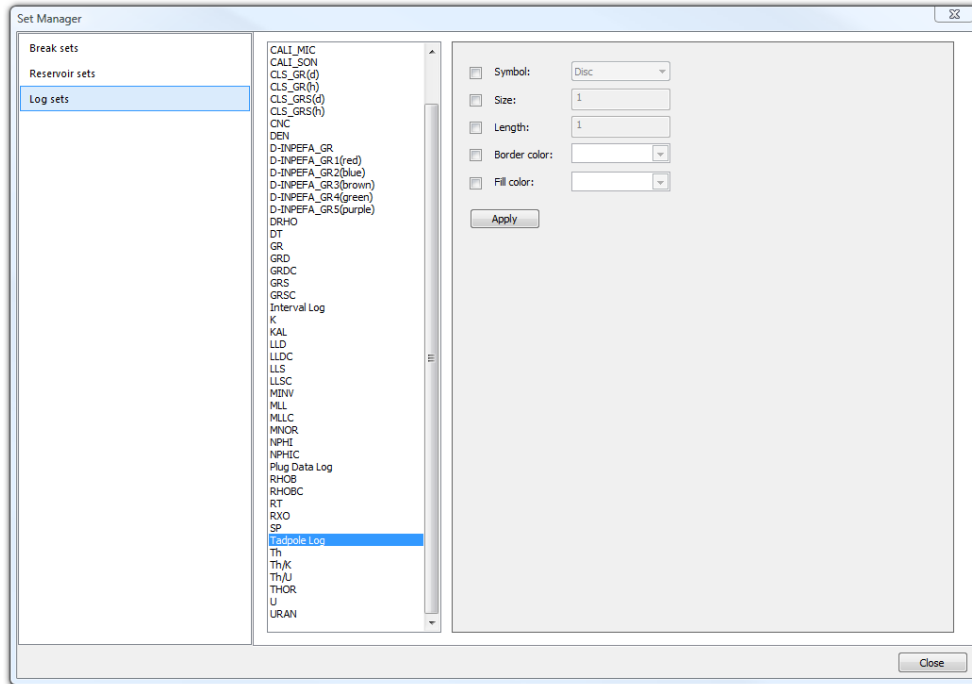 Set Manager
Break sets
Reservoir sets
Log sets
CALI_MIC
CALI_SON
CLS_GR(d)
CLS_GR(h)
CLS_GRS(d)
CLS_GRS(h)
CNC
DEN
D-INPEFA_GR
D-INPEFA_GR1(red)
D-INPEFA_GR2(blue)
D-INPEFA_GR3(brown)
D-INPEFA_GR4(green)
D-INPEFA_GR5(purple)
DRHO
DT
GR
GRD
GRDC
GRS
GRSC
Interval Log
K
KAL
LLD
LLDC
LLS
LLSC
MINV
MLL
MLLC
MNOR
NPHI
NPHIC
Plug Data Log
RHOB
RHOBC
RT
RXO
SP
Tadpole Log
Th
Th/K
Th/U
THOR
U
URAN
Symbol: Disc
Size: 1
Length: 1
Border color:
Fill color:
Apply
Close